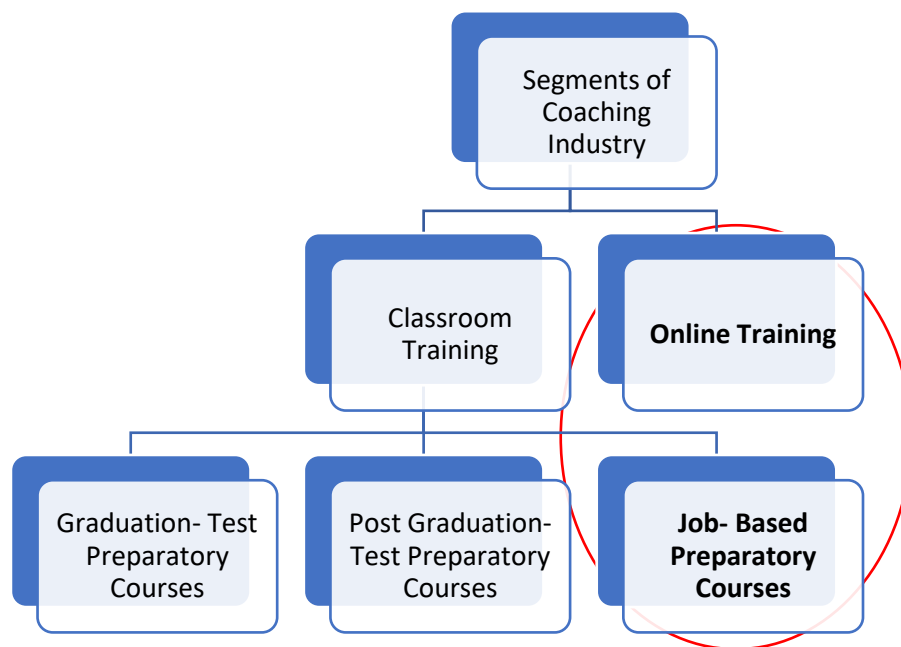 Segments of
Coaching
Industry
Classroom
Training
Online Training
Graduation- Test
Preparatory
Courses
Post Graduation-
Test Preparatory
Courses
Job- Based
Preparatory
Courses